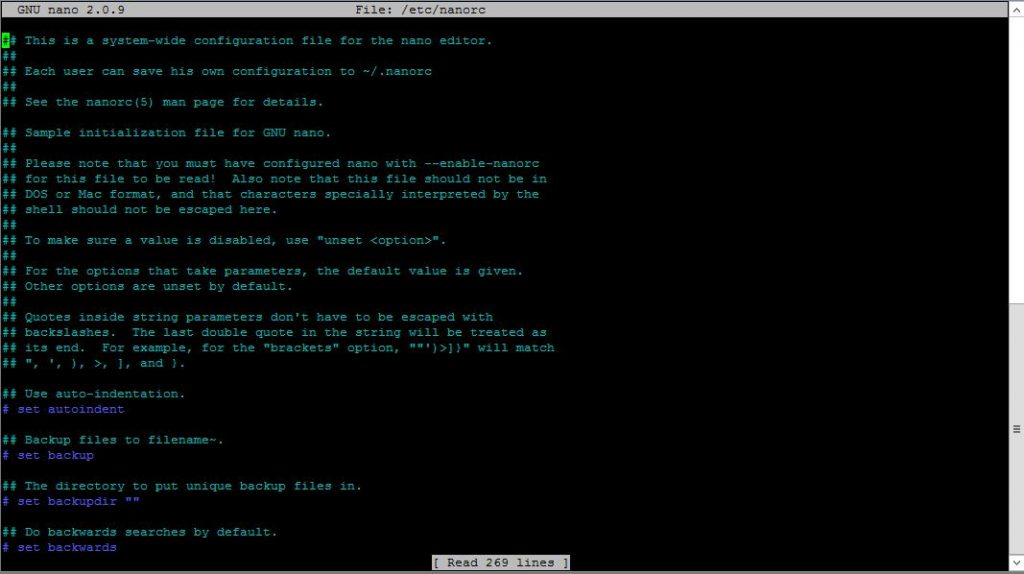 GNU nano 2.0.9 File: /etc/nanorc
## This is a system-wide configuration file for the nano editor.
##
## Each user can save his own configuration to ~/.nanorc
##
## See the nanorc(5) man page for details.
## Sample initialization file for GNU nano.
##
## Please note that you must have configured nano with --enable-nanorc
## for this file to be read!  Also note that this file should not be in
## DOS or Mac format, and that characters specially interpreted by the
## shell should not be escaped here.
##
## To make sure a value is disabled, use "unset <option>".
##
## For the options that take parameters, the default value is given.
## Other options are unset by default.
##
## Quotes inside string parameters don't have to be escaped with
## backslashes.  The last double quote in the string will be treated as
## its end.  For example, for the "brackets" option, ""')>]}" will match
## ", ', ), >, ], and }.
## Use auto-indentation.
# set autoindent
## Backup files to filename~.
# set backup
## The directory to put unique backup files in.
# set backupdir ""
## Do backwards searches by default.
# set backwards
[ Read 269 lines ]